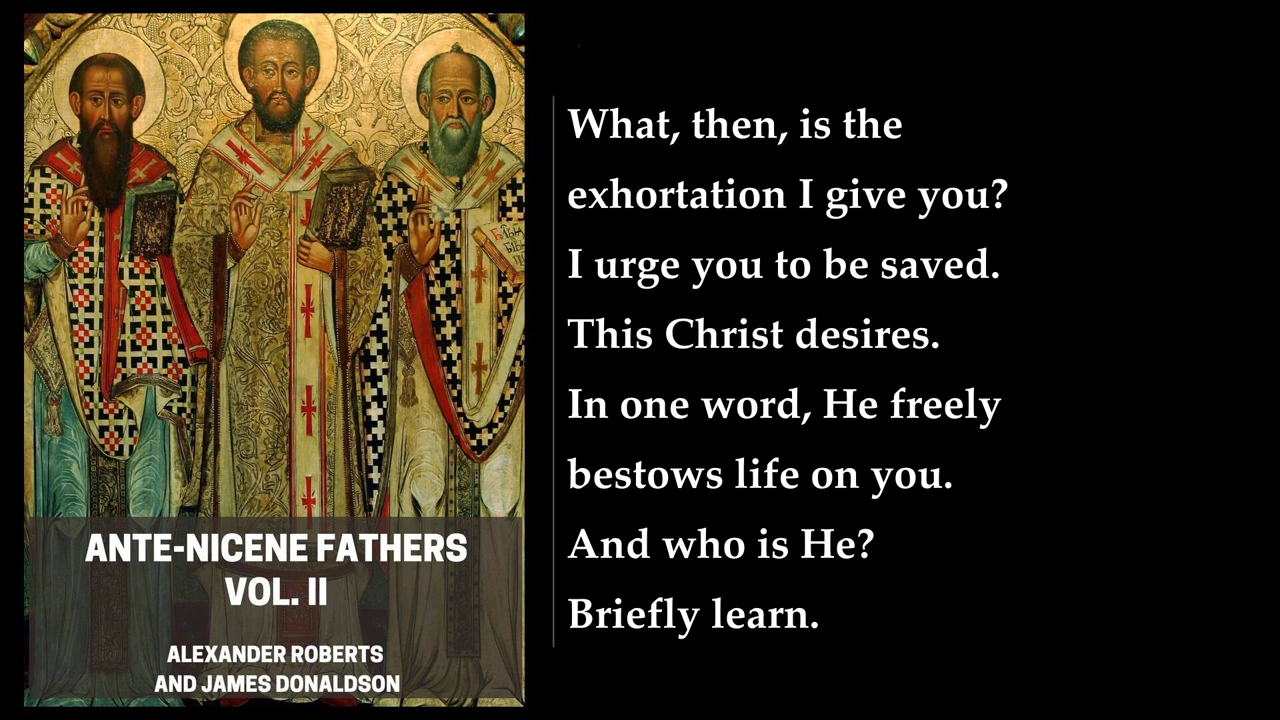 ANTE-NICENE FATHERS
VOL. II
ALEXANDER ROBERTS
AND JAMES DONALDSON
What, then, is the
exhortation I give you?
I urge you to be saved.
This Christ desires.
In one word, He freely
bestows life on you.
And who is He?
Briefly learn.